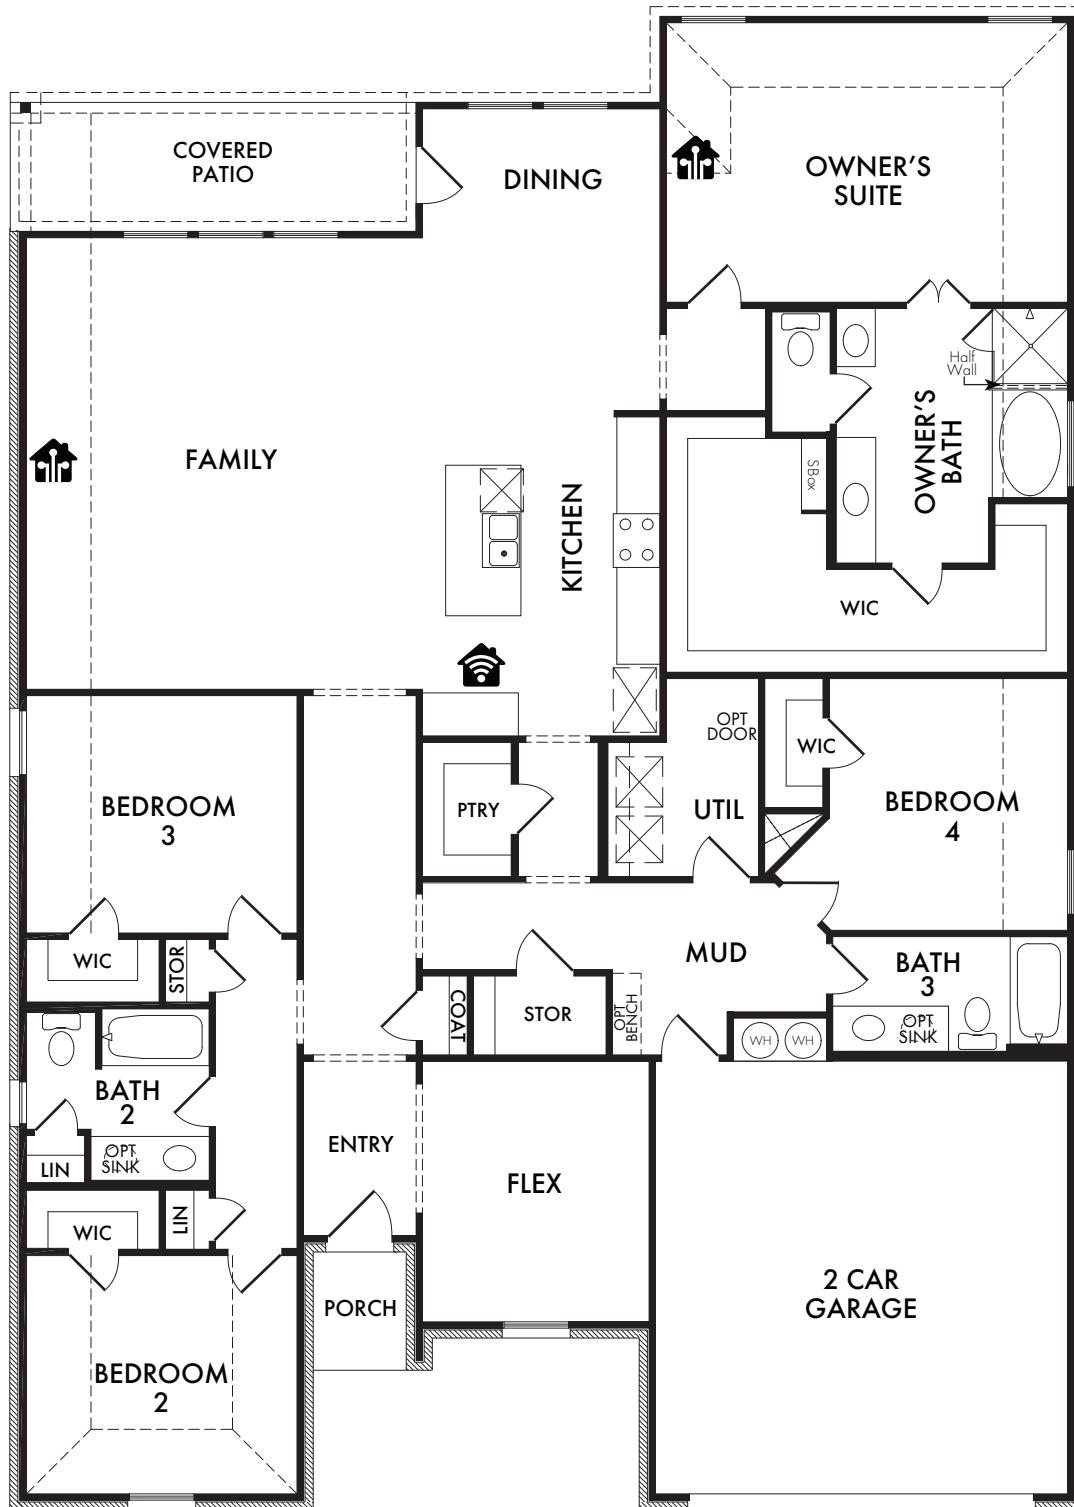 COVERED
PATIO
DINING
OWNER'S
SUITE
Half
Wall
OWNER'S
BATH
FAMILY
SBox
KITCHEN
WIC
OPT
DOOR
WIC
BEDROOM
3
PTRY
UTIL
BEDROOM
4
WIC
STOR
MUD
BATH
3
COAT
STOR
OPT
BENCH
OPT
SINK
WH
WH
BATH
2
OPT
SINK
LIN
ENTRY
FLEX
WIC
LIN
PORCH
2 CAR
GARAGE
BEDROOM
2